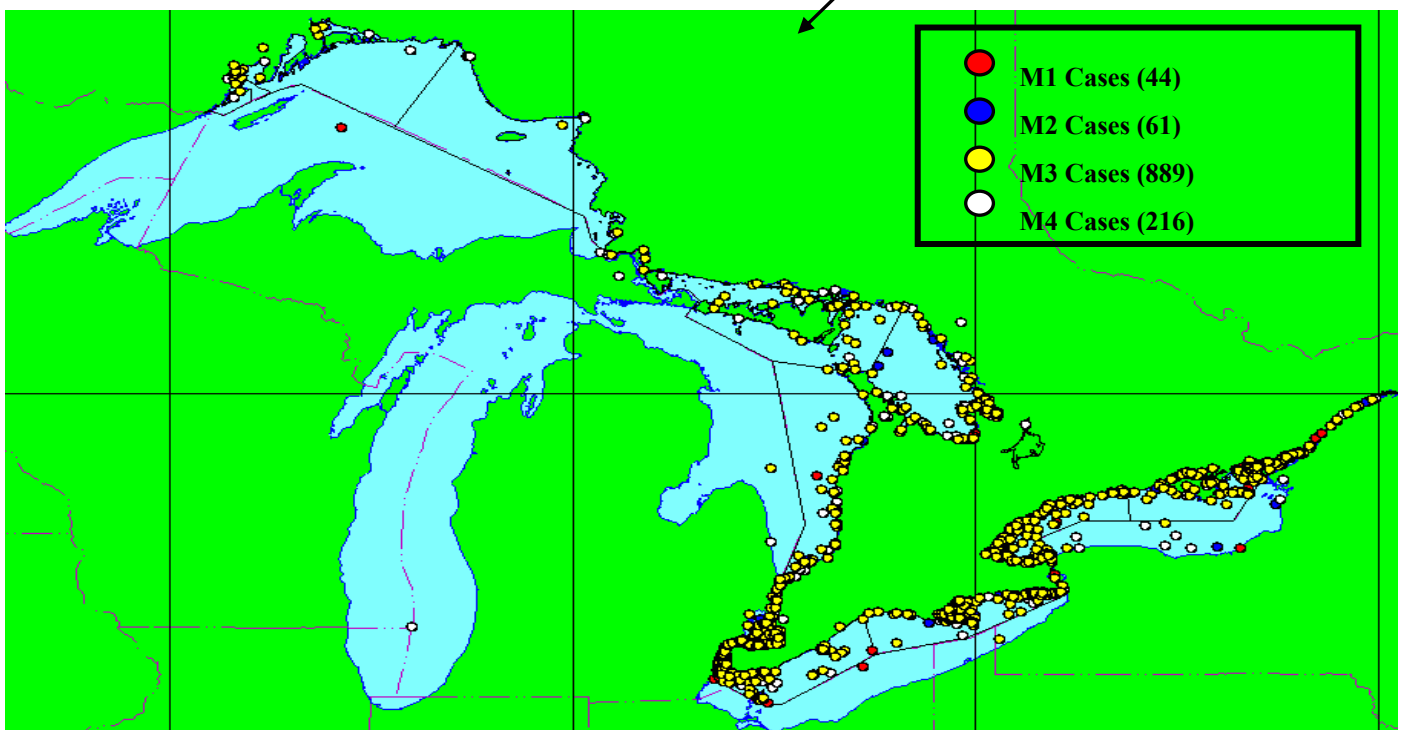 M1 Cases (44)
M2 Cases (61)
M3 Cases (889)
M4 Cases (216)